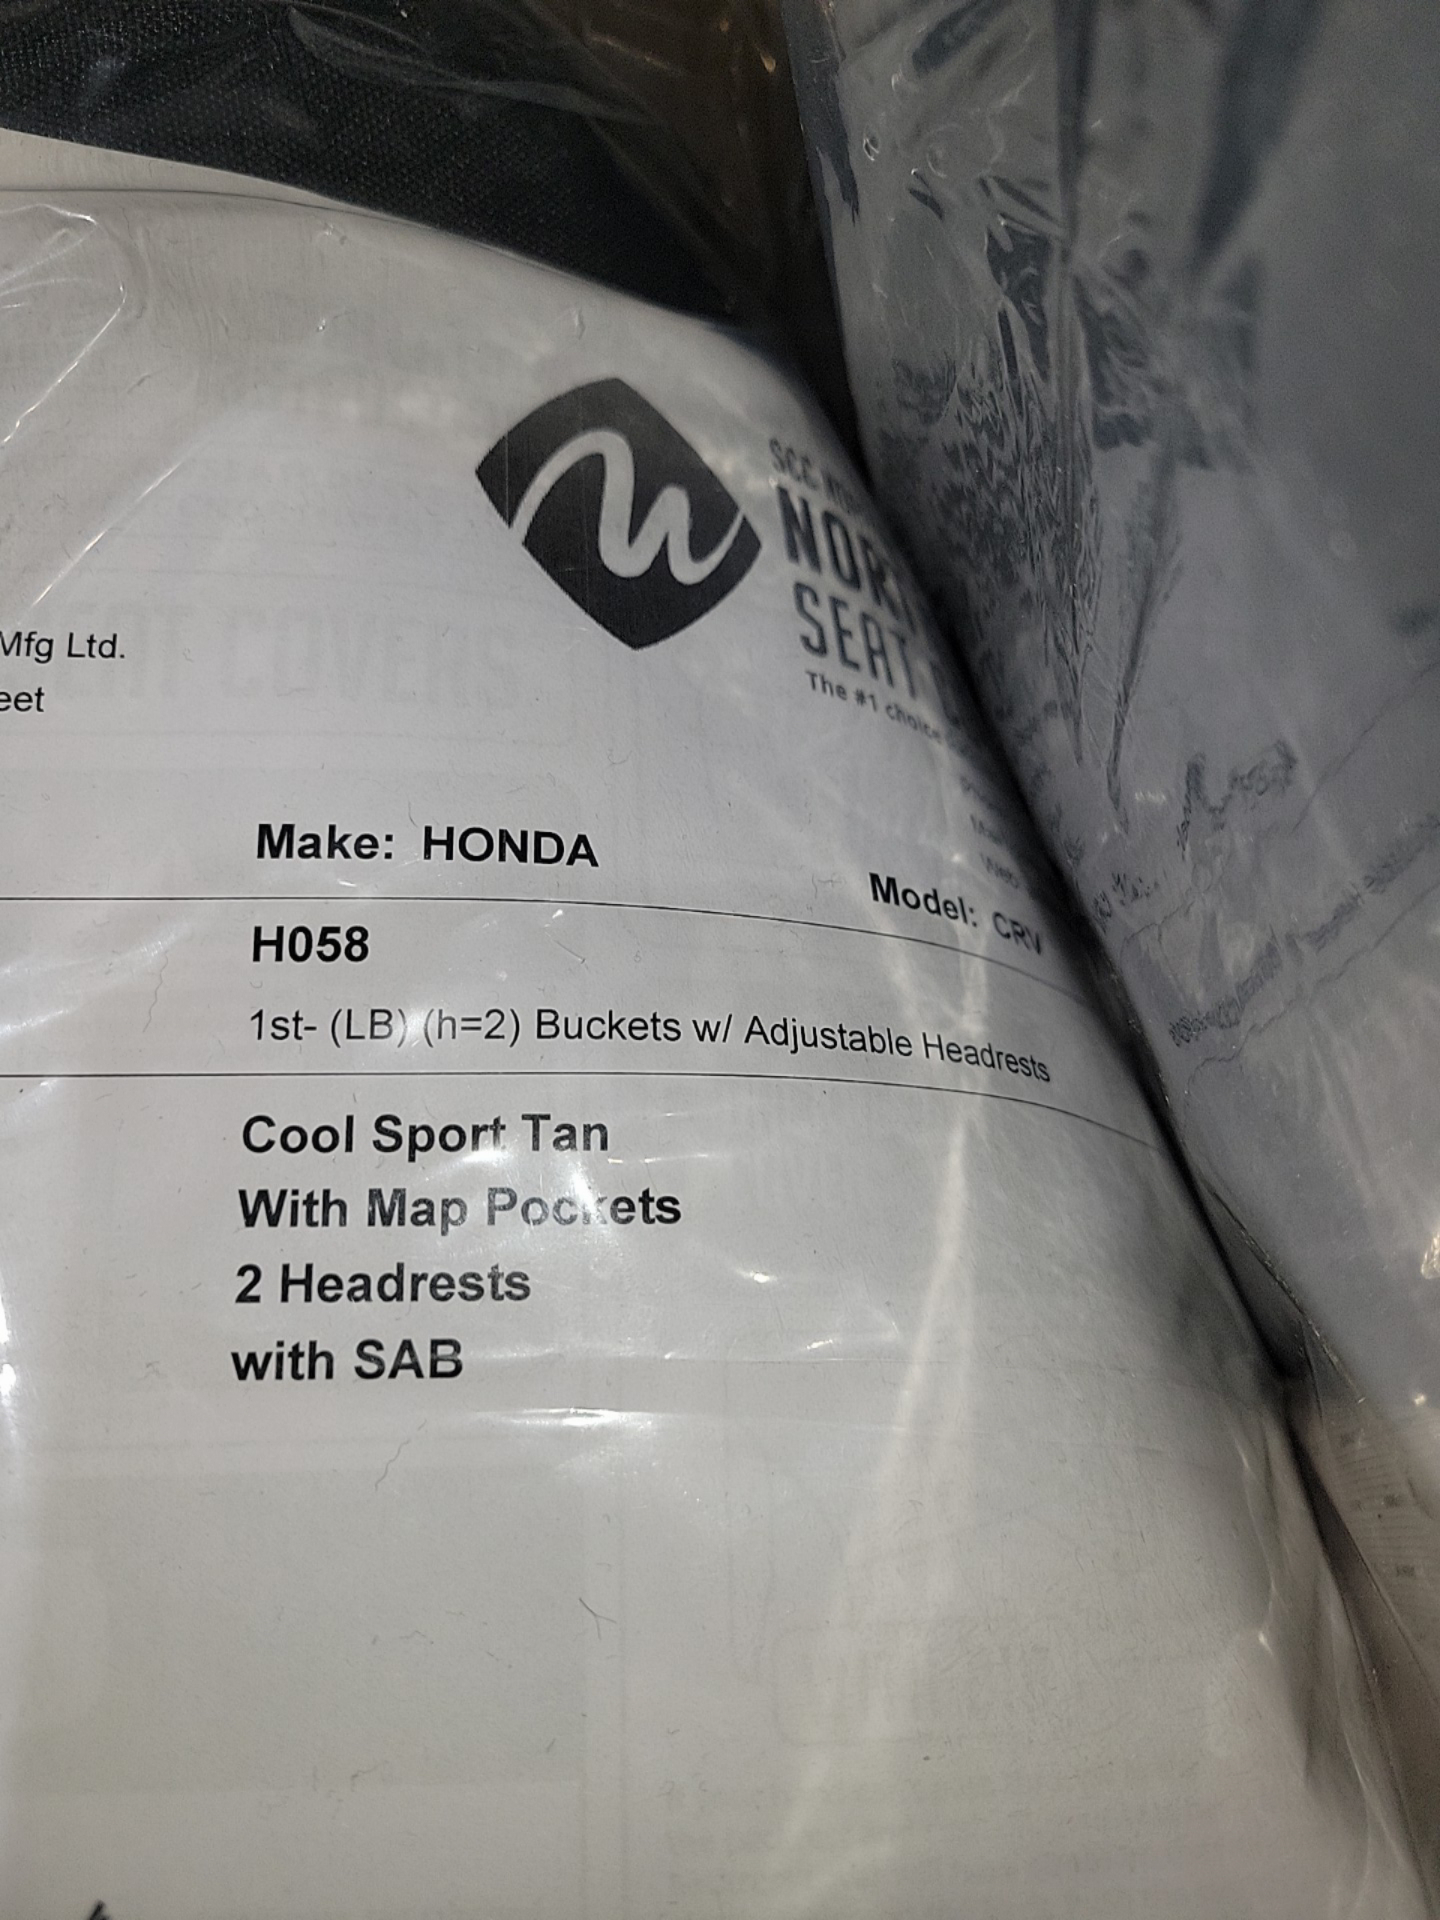 NOR
SEAT
The #1 choice
Mfg Ltd.
eet
Make: HONDA
Model: CRV
H058
1st- (LB) (h=2) Buckets w/ Adjustable Headrests
Cool Sport Tan
With Map Pockets
2 Headrests
with SAB